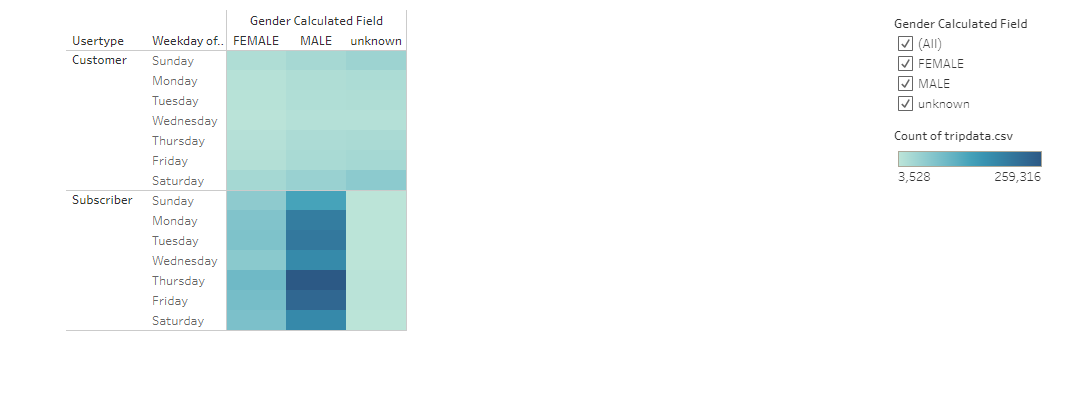 Gender Calculated Field
Usertype Weekday of.. FEMALE MALE unknown
Customer Sunday
Monday
Tuesday
Wednesday
Thursday
Friday
Saturday
Subscriber Sunday
Monday
Tuesday
Wednesday
Thursday
Friday
Saturday
Gender Calculated Field
(All)
FEMALE
MALE
unknown
Count of tripdata.csv
3,528 259,316